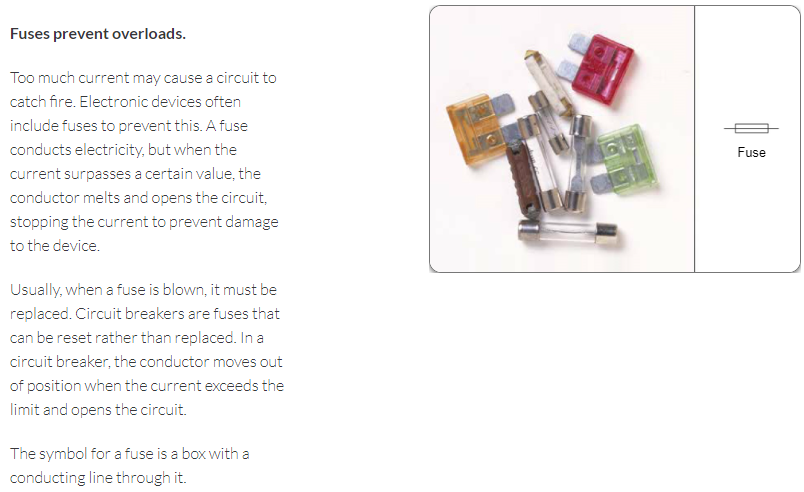 Fuses prevent overloads.
Too much current may cause a circuit to
catch fire. Electronic devices often
include fuses to prevent this. A fuse
conducts electricity, but when the
current surpasses a certain value, the
conductor melts and opens the circuit,
stopping the current to prevent damage
to the device.
Usually, when a fuse is blown, it must be
replaced. Circuit breakers are fuses that
can be reset rather than replaced. In a
circuit breaker, the conductor moves out
of position when the current exceeds the
limit and opens the circuit.
The symbol for a fuse is a box with a
conducting line through it.
Fuse